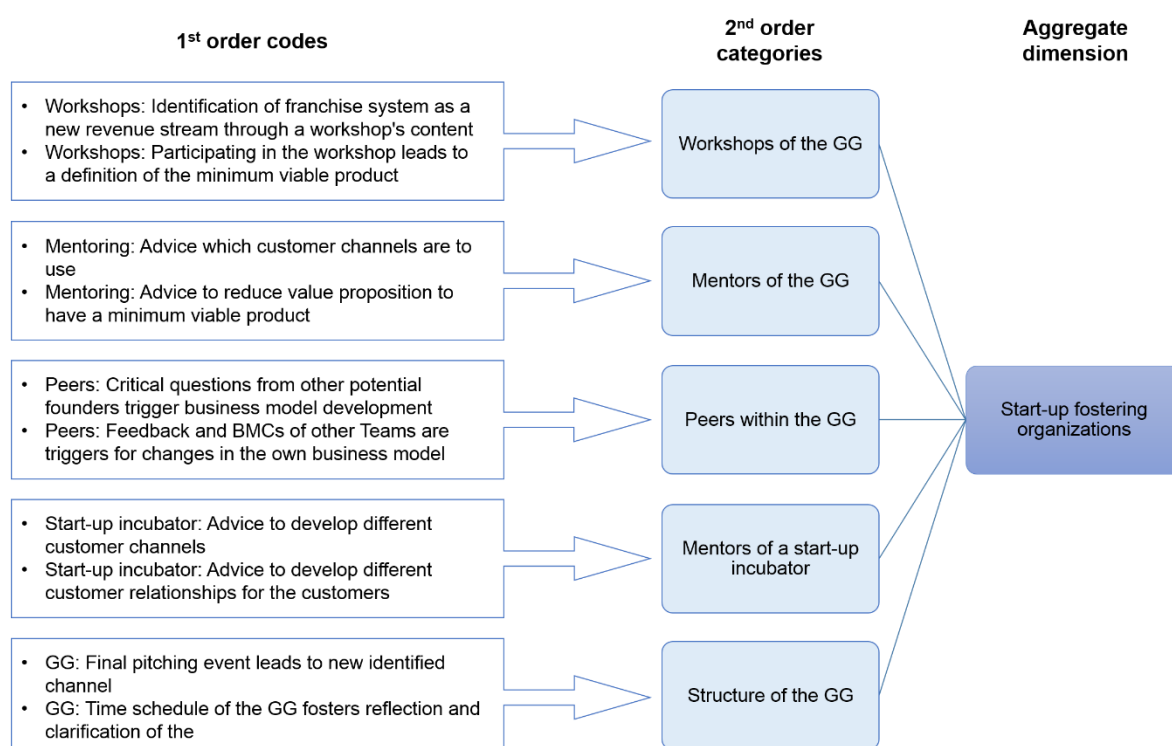 1st order codes
2nd order
categories
Aggregate
dimension
• Workshops: Identification of franchise system as a
new revenue stream through a workshop's content
• Workshops: Participating in the workshop leads to
a definition of the minimum viable product
Workshops of the GG
• Mentoring: Advice which customer channels are to
use
• Mentoring: Advice to reduce value proposition to
have a minimum viable product
Mentors of the GG
• Peers: Critical questions from other potential
founders trigger business model development
• Peers: Feedback and BMCs of other Teams are
triggers for changes in the own business model
Peers within the GG
Start-up fostering
organizations
• Start-up incubator: Advice to develop different
customer channels
• Start-up incubator: Advice to develop different
customer relationships for the customers
Mentors of a start-up
incubator
• GG: Final pitching event leads to new identified
channel
• GG: Time schedule of the GG fosters reflection and
clarification of the
Structure of the GG